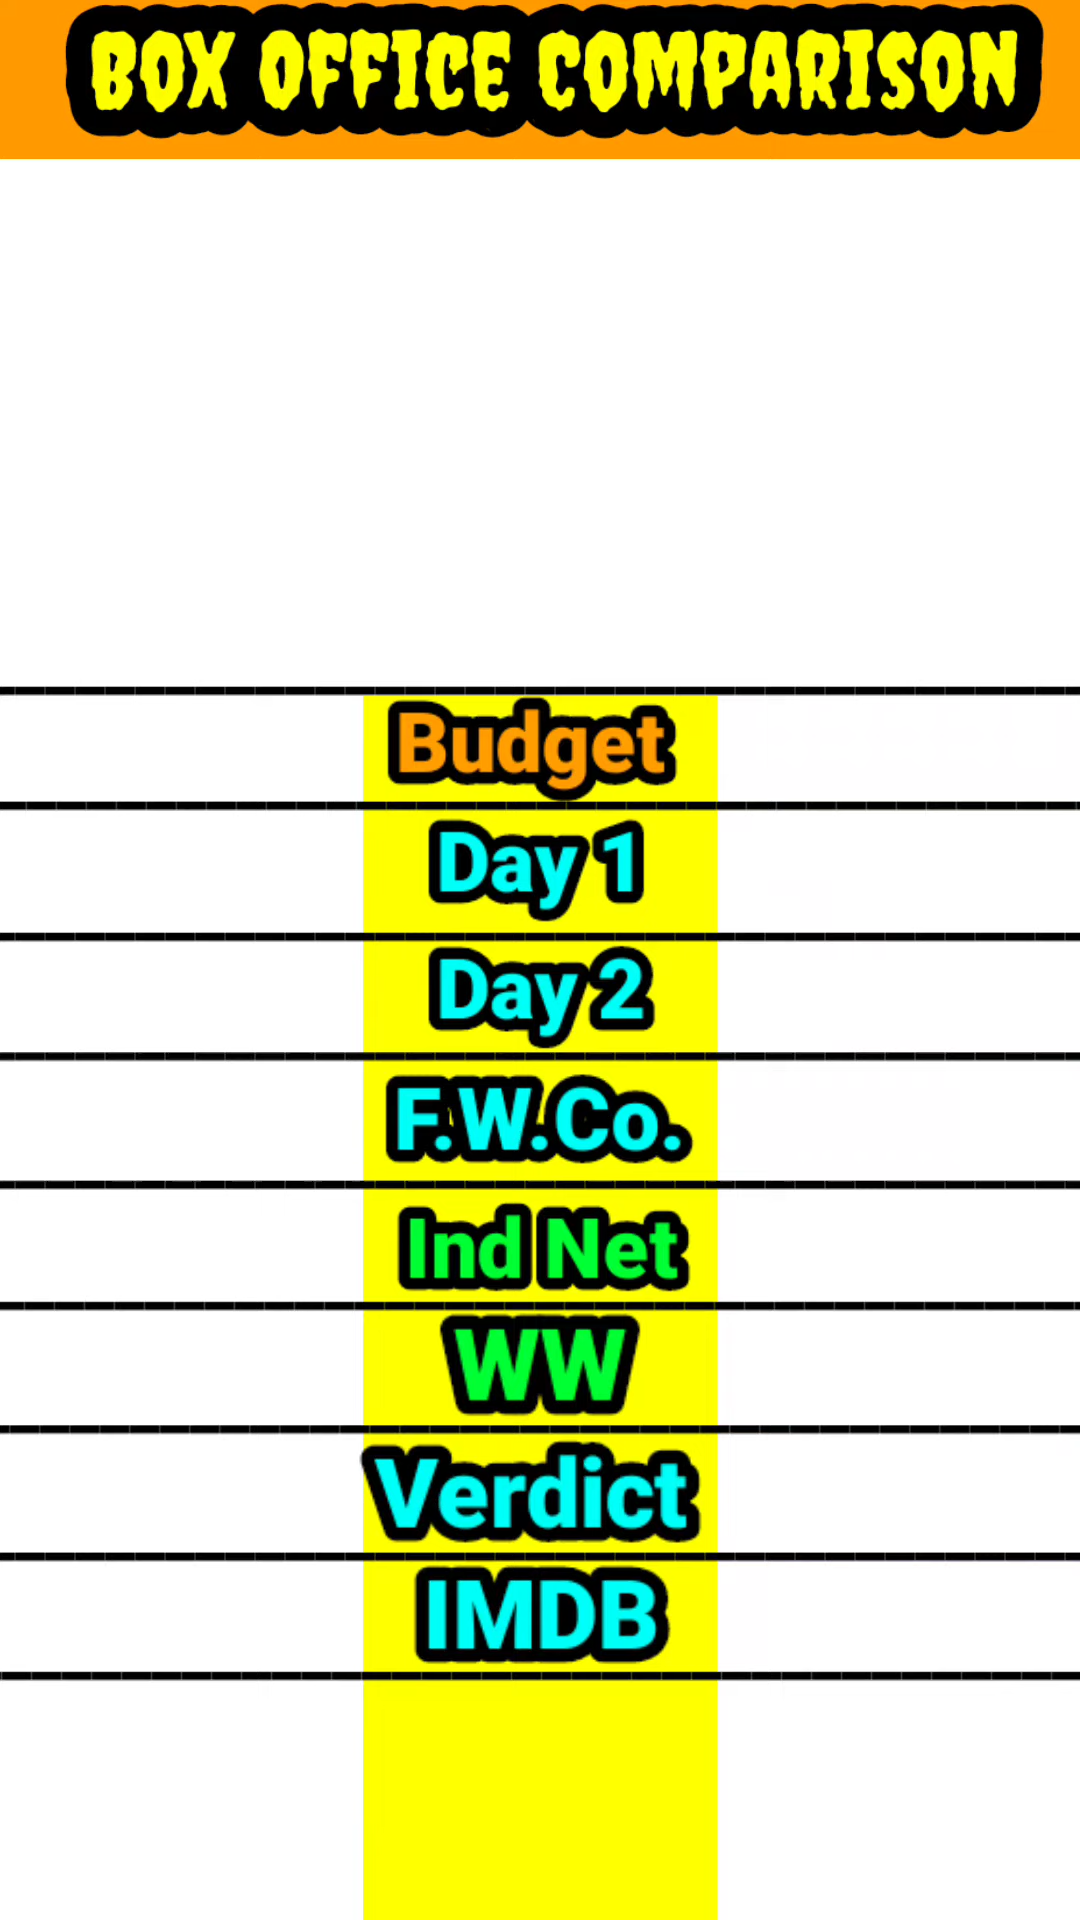 BOX OFFICE COMPARISON
Budget
Day 1
Day 2
F.W.Co.
Ind Net
WW
Verdict
IMDB